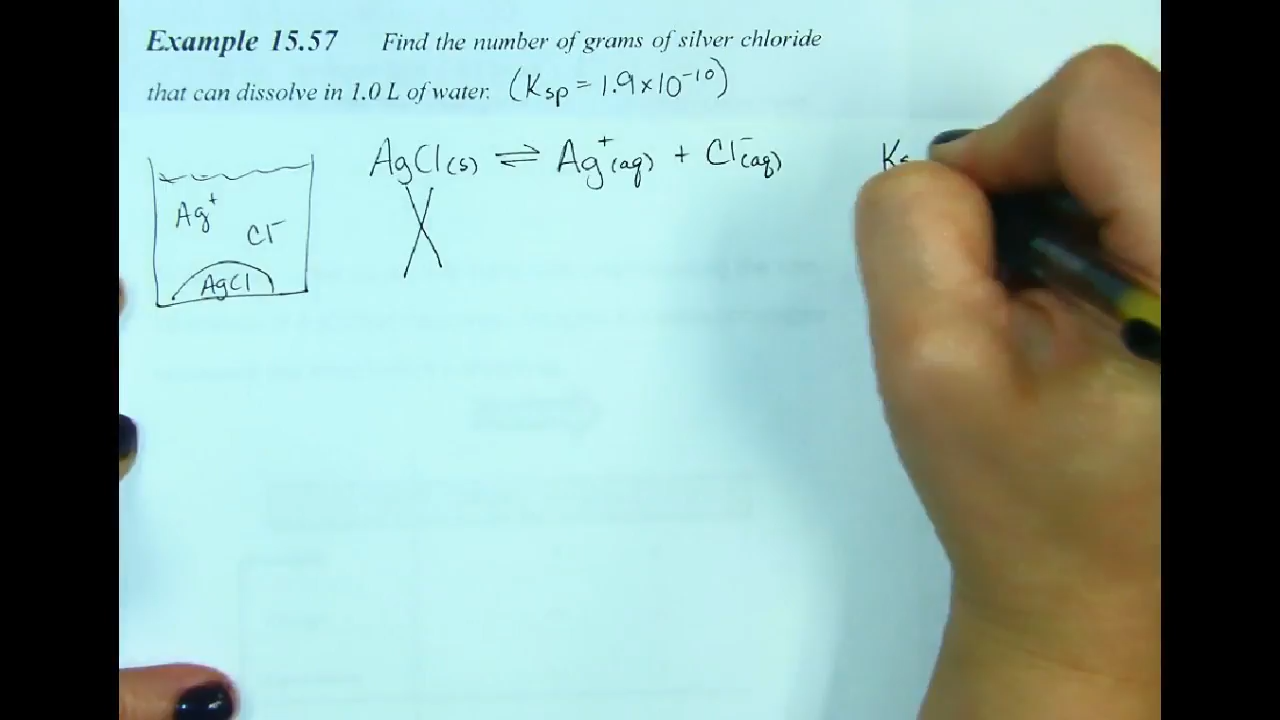 Example 15.57 Find the number of grams of silver chloride
that can dissolve in 1.0 L of water. (Ksp = 1.9×10⁻¹⁰)
AgCl(s) ⇌ Ag⁺(aq) + Cl⁻(aq) Ks
Ag⁺
Cl⁻
AgCl